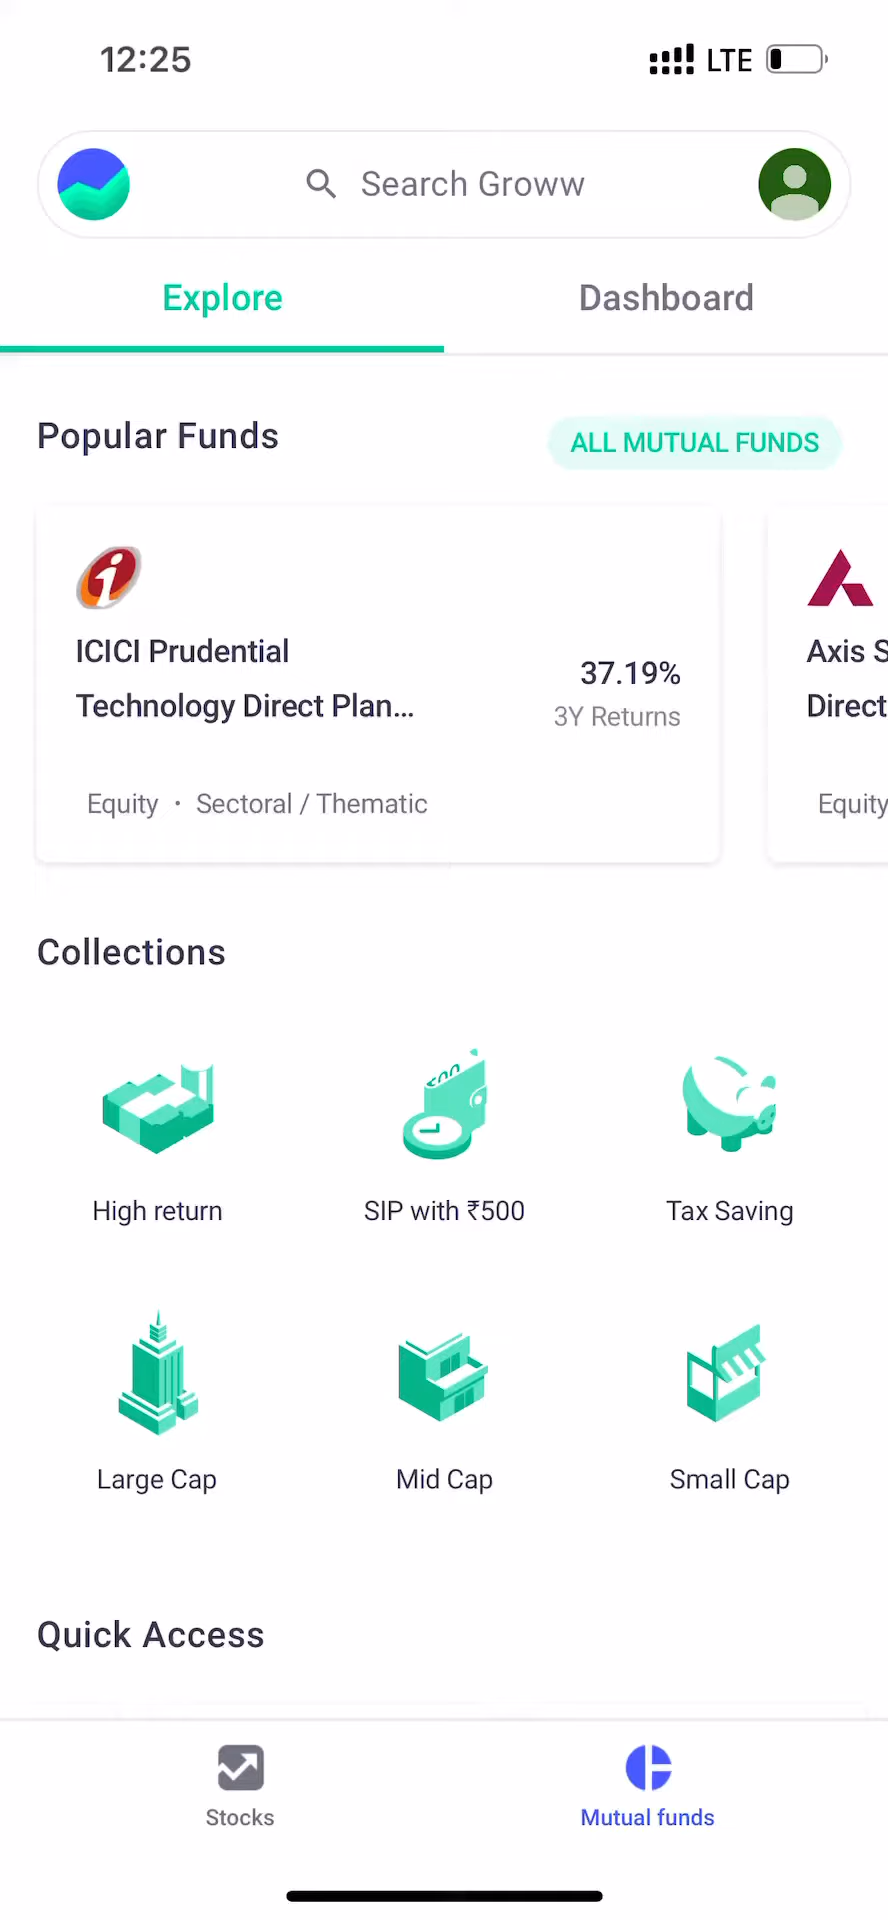 12:25
LTE
Search Groww
Explore
Dashboard
Popular Funds
ALL MUTUAL FUNDS
ICICI Prudential
Technology Direct Plan...
37.19%
3Y Returns
Equity • Sectoral / Thematic
Axis S
Direct
Equity
Collections
High return
SIP with ₹500
Tax Saving
Large Cap
Mid Cap
Small Cap
Quick Access
Stocks
Mutual funds